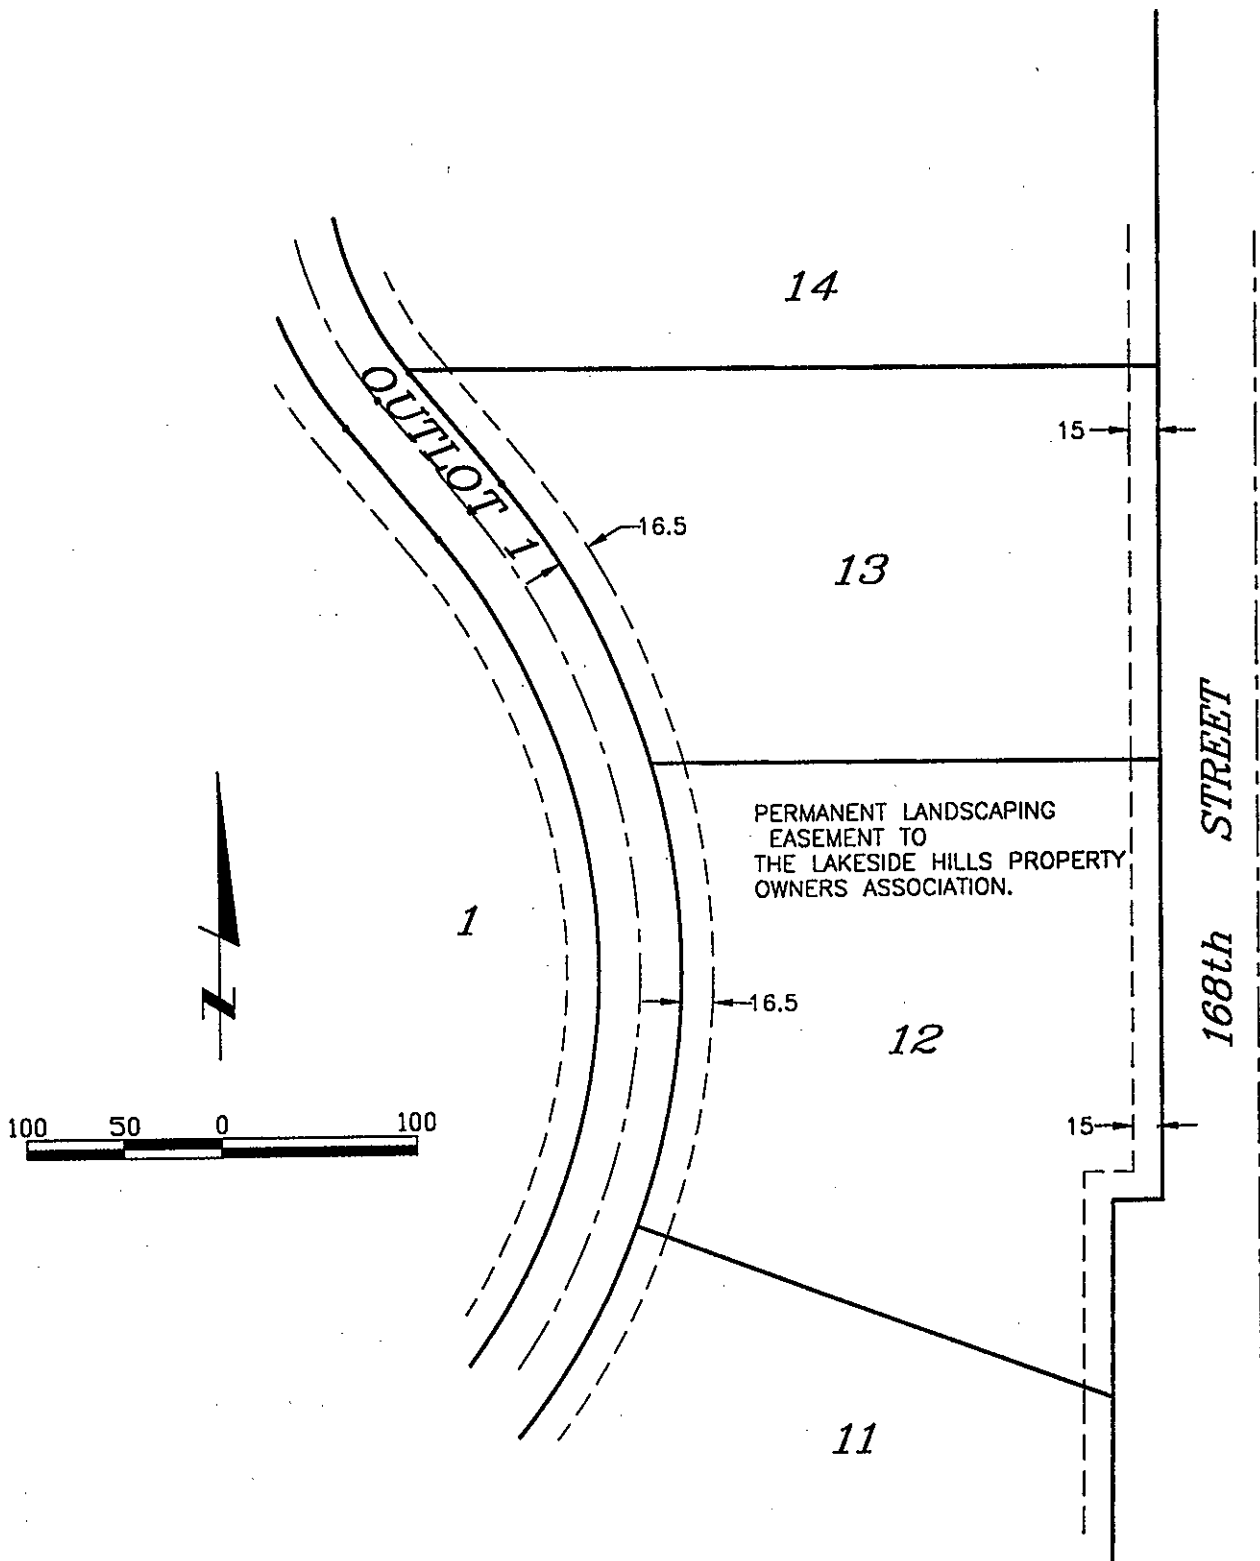 14
OUTLOT 1
15
16.5
13
168th STREET
PERMANENT LANDSCAPING
EASEMENT TO
THE LAKESIDE HILLS PROPERTY
OWNERS ASSOCIATION.
1
N
16.5
12
100 50 0 100
15
11